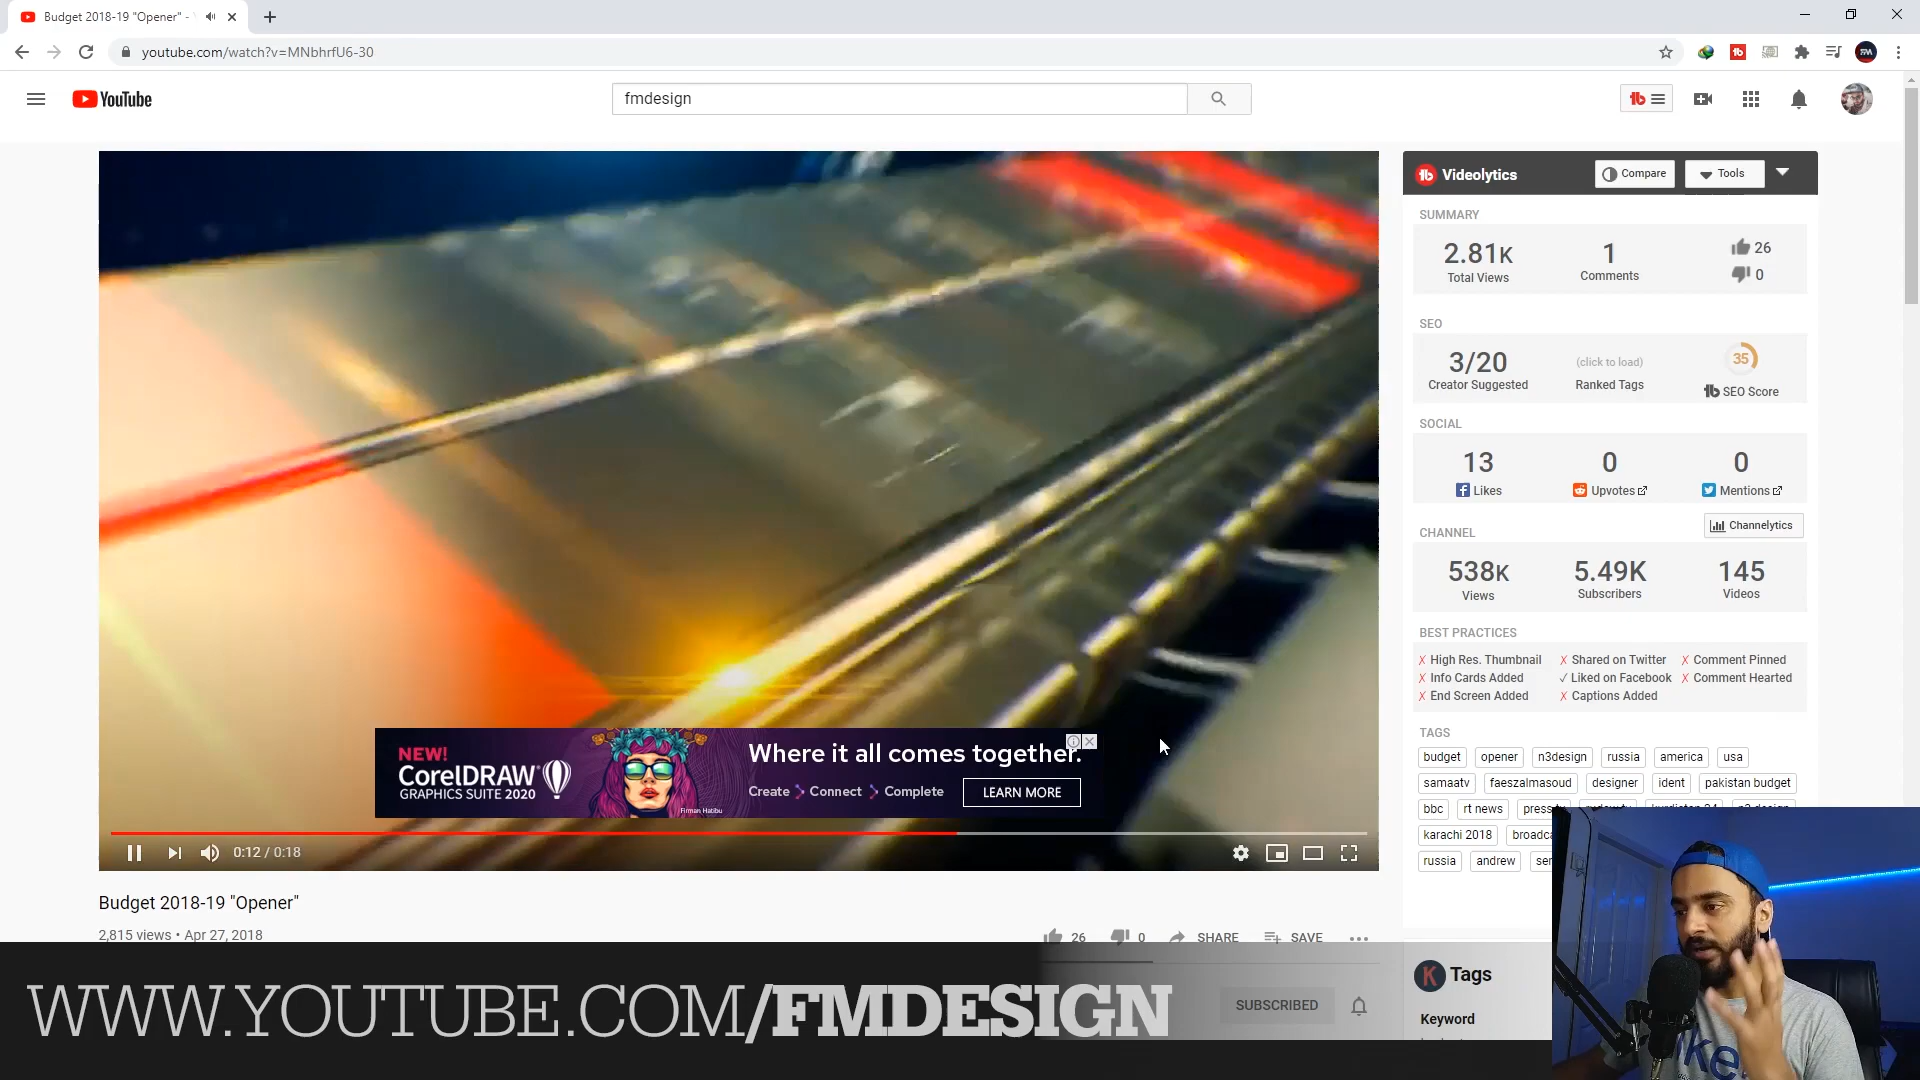 Budget 2018-19 "Opener" -
youtube.com/watch?v=MNbhrfU6-30
YouTube
fmdesign
Videolytics
Compare
Tools
SUMMARY
2.81K
Total Views
1
Comments
26
0
SEO
3/20
Creator Suggested
(click to load)
Ranked Tags
35
SEO Score
SOCIAL
13
Likes
0
Upvotes
0
Mentions
CHANNEL
Channelytics
538K
Views
5.49K
Subscribers
145
Videos
BEST PRACTICES
High Res. Thumbnail
Shared on Twitter
Comment Pinned
Info Cards Added
Liked on Facebook
Comment Hearted
End Screen Added
Captions Added
TAGS
budget opener n3design russia america usa
samaatv faeszalmasoud designer ident pakistan budget
bbc rt news
karachi 2018
russia andrew
NEW!
CorelDRAW
GRAPHICS SUITE 2020
Firman Hatibu
Where it all comes together.
Create Connect Complete
LEARN MORE
0:12 / 0:18
Budget 2018-19 "Opener"
2,815 views • Apr 27, 2018
26 0 SHARE SAVE
SUBSCRIBED
K Tags
Keyword
WWW.YOUTUBE.COM/FMDESIGN